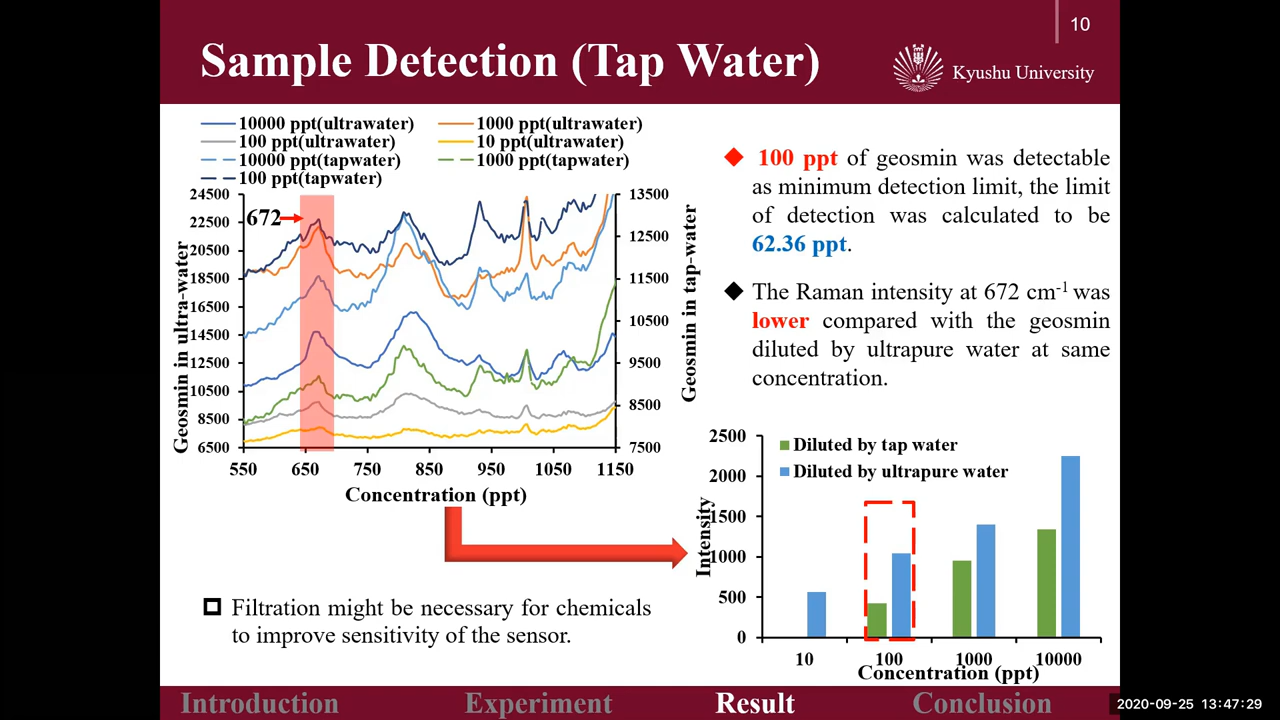 10
Sample Detection (Tap Water)
Kyushu University
10000 ppt(ultrawater)
1000 ppt(ultrawater)
100 ppt(ultrawater)
10 ppt(ultrawater)
10000 ppt(tapwater)
1000 ppt(tapwater)
100 ppt(tapwater)
24500
22500
20500
18500
16500
14500
12500
10500
8500
6500
Geosmin in ultra-water
672
13500
12500
11500
10500
9500
8500
7500
Geosmin in tap-water
550
650
750
850
950
1050
1150
Concentration (ppt)
100 ppt of geosmin was detectable
as minimum detection limit, the limit
of detection was calculated to be
62.36 ppt.
The Raman intensity at 672 cm-1 was
lower compared with the geosmin
diluted by ultrapure water at same
concentration.
2500
2000
1500
1000
500
0
Intensity
Diluted by tap water
Diluted by ultrapure water
10
100
1000
10000
Concentration (ppt)
Filtration might be necessary for chemicals
to improve sensitivity of the sensor.
Introduction
Experiment
Result
Conclusion
2020-09-25 13:47:29